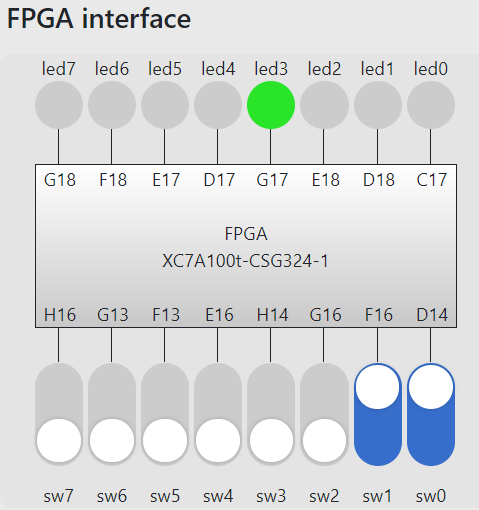 FPGA interface
led7 led6 led5 led4 led3 led2 led1 led0
G18 F18 E17 D17 G17 E18 D18 C17
FPGA
XC7A100t-CSG324-1
H16 G13 F13 E16 H14 G16 F16 D14
sw7 sw6 sw5 sw4 sw3 sw2 sw1 sw0